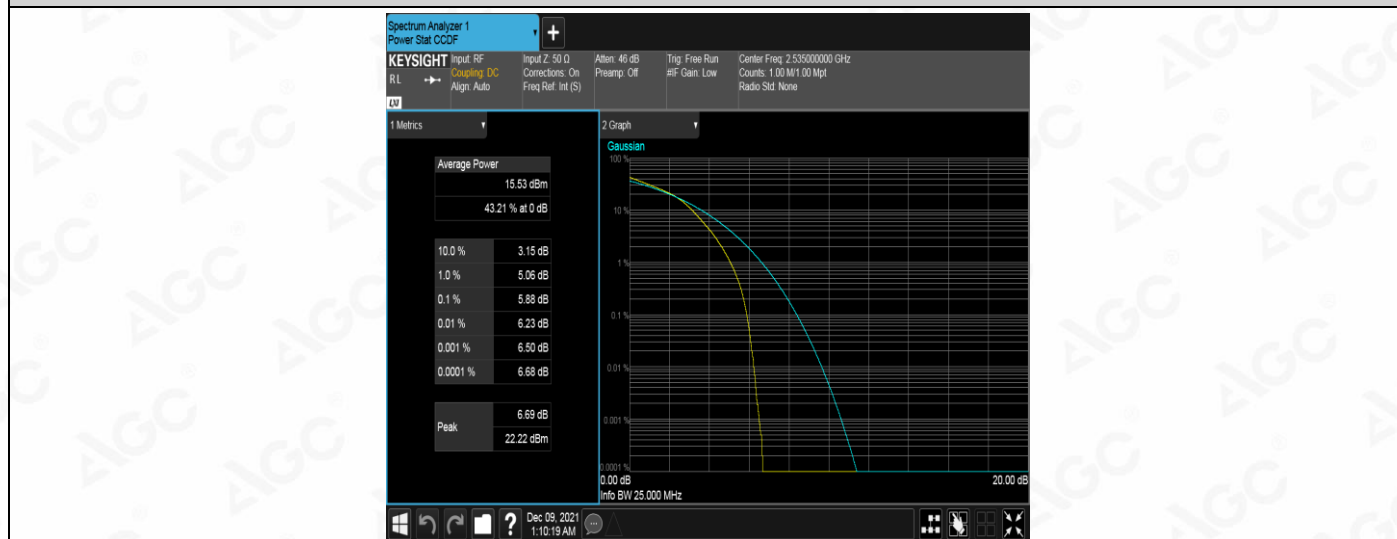 Spectrum Analyzer 1
Power Stat CCDF
+
KEYSIGHT
RL
LXI
Input: RF
Coupling: DC
Align: Auto
Input Z: 50 Ω
Corrections: On
Freq Ref: Int (S)
Atten: 46 dB
Preamp: Off
Trig: Free Run
#IF Gain: Low
Center Freq: 2.535000000 GHz
Counts: 1.00 M/1.00 Mpt
Radio Std: None
1 Metrics
Average Power
15.53 dBm
43.21 % at 0 dB
10.0 % 3.15 dB
1.0 % 5.06 dB
0.1 % 5.88 dB
0.01 % 6.23 dB
0.001 % 6.50 dB
0.0001 % 6.68 dB
Peak
6.69 dB
22.22 dBm
2 Graph
Gaussian
100 %
10 %
1 %
0.1 %
0.01 %
0.001 %
0.0001 %
0.00 dB 20.00 dB
Info BW 25.000 MHz
? Dec 09, 2021
1:10:19 AM
AGC